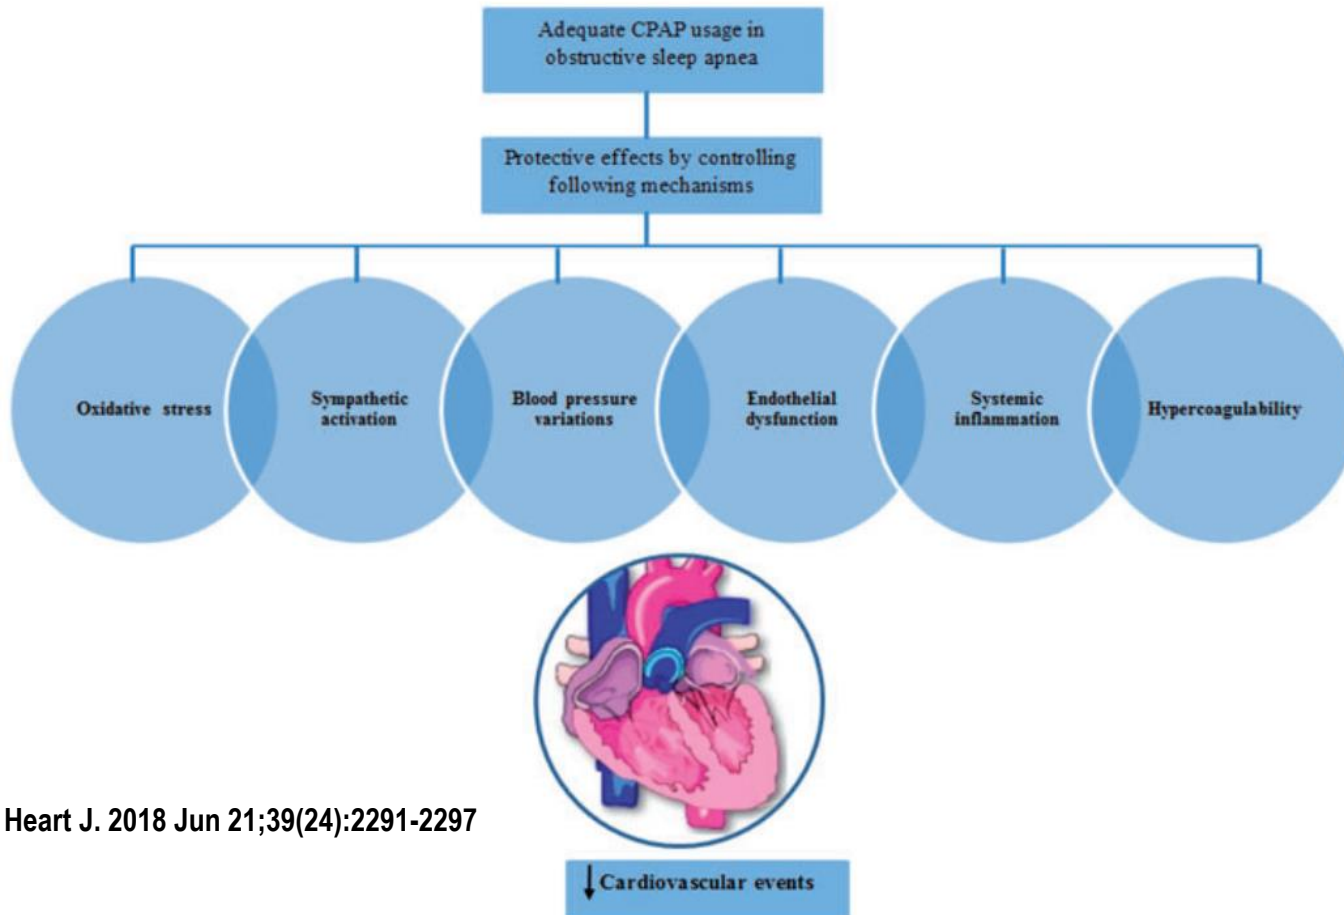 Adequate CPAP usage in
obstructive sleep apnea
Protective effects by controlling
following mechanisms
Oxidative stress
Sympathetic
activation
Blood pressure
variations
Endothelial
dysfunction
Systemic
inflammation
Hypercoagulability
Heart J. 2018 Jun 21;39(24):2291-2297
↓ Cardiovascular events